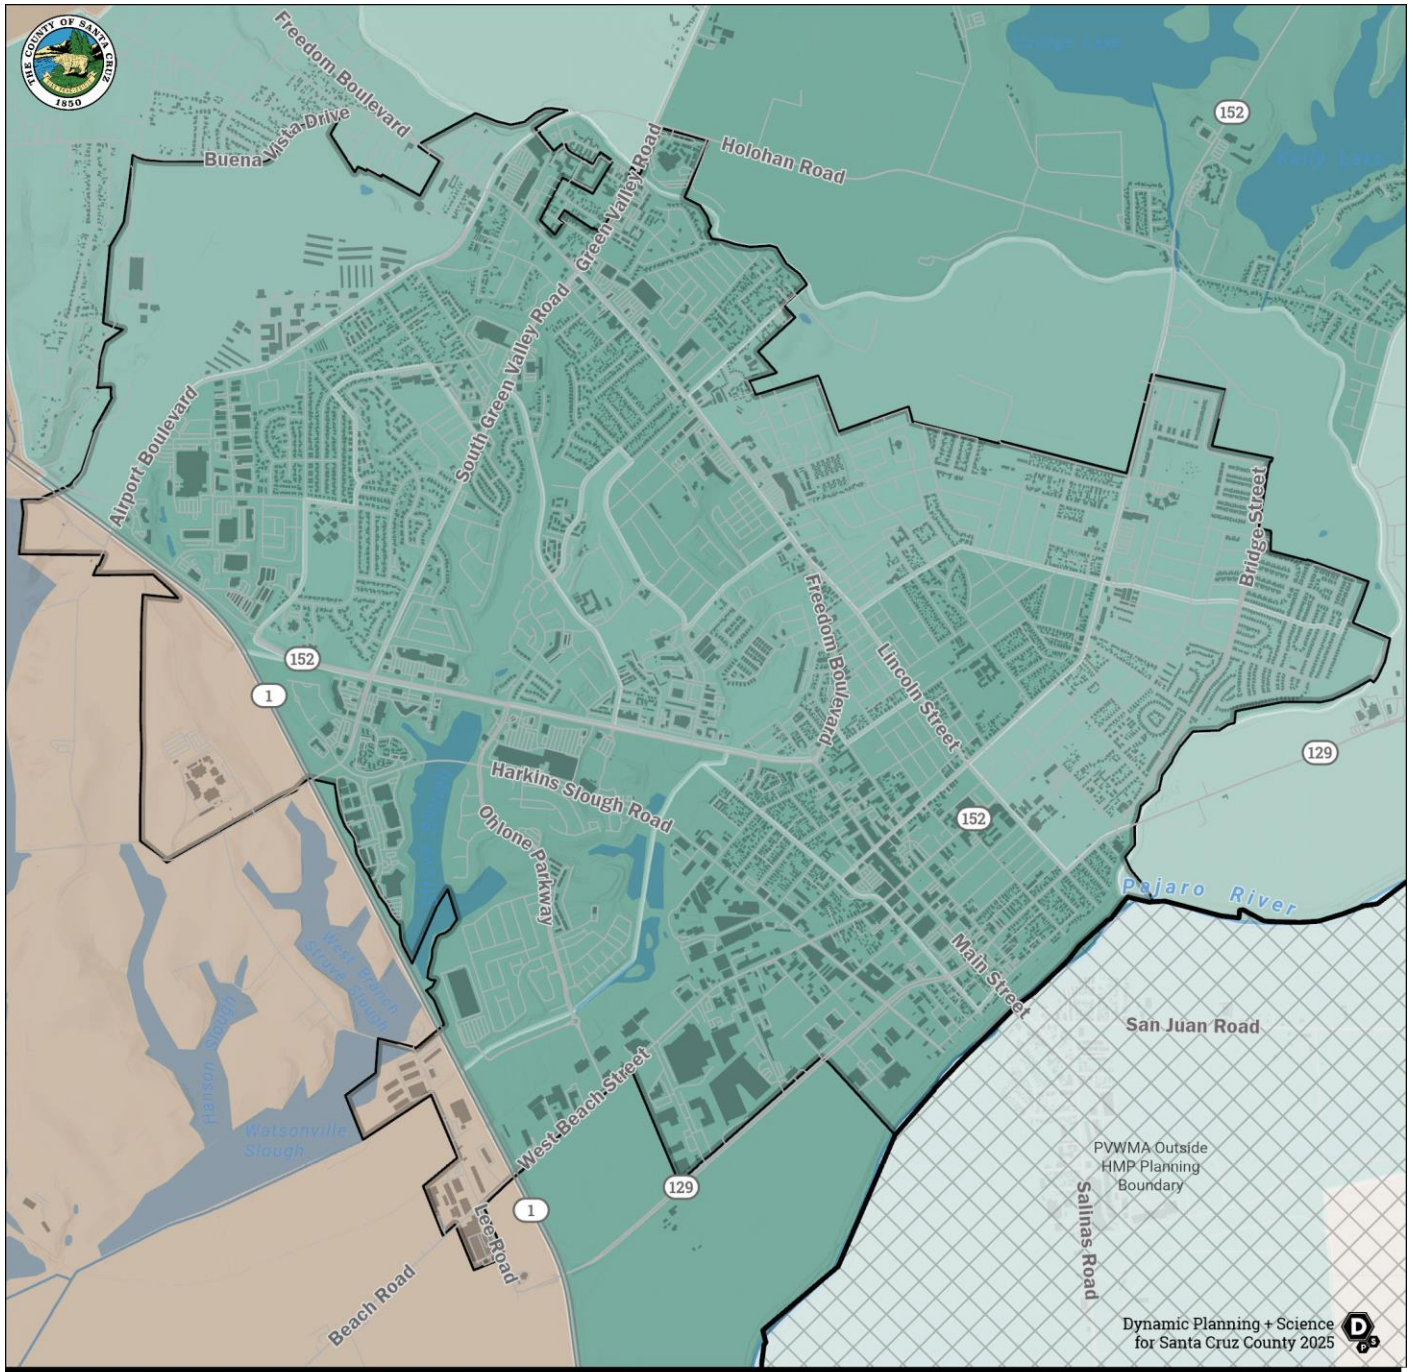 THE COUNTY OF SANTA CRUZ
1850
Freedom Boulevard
Buena Vista Drive
Green Valley Road
Holohan Road
152
South Green Valley Road
Airport Boulevard
Bridge Street
Freedom Boulevard
Lincoln Street
152
1
129
Harkins Slough Road
Ohlone Parkway
152
Pajaro River
Main Street
West Branch
Struve Slough
Hanson Slough
San Juan Road
Watsonville
Slough
West Beach Street
PVWMA Outside
HMP Planning
Boundary
129
1
Salinas Road
Lee Road
Beach Road
Dynamic Planning + Science
for Santa Cruz County 2025
D
P
S